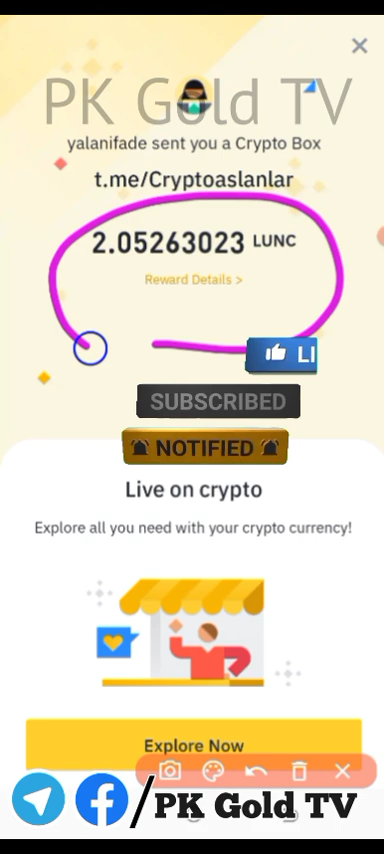 PK Gold TV
yalanifade sent you a Crypto Box
t.me/Cryptoaslanlar
2.05263023 LUNC
Reward Details >
LI
SUBSCRIBED
NOTIFIED
Live on crypto
Explore all you need with your crypto currency!
Explore Now
/PK Gold TV